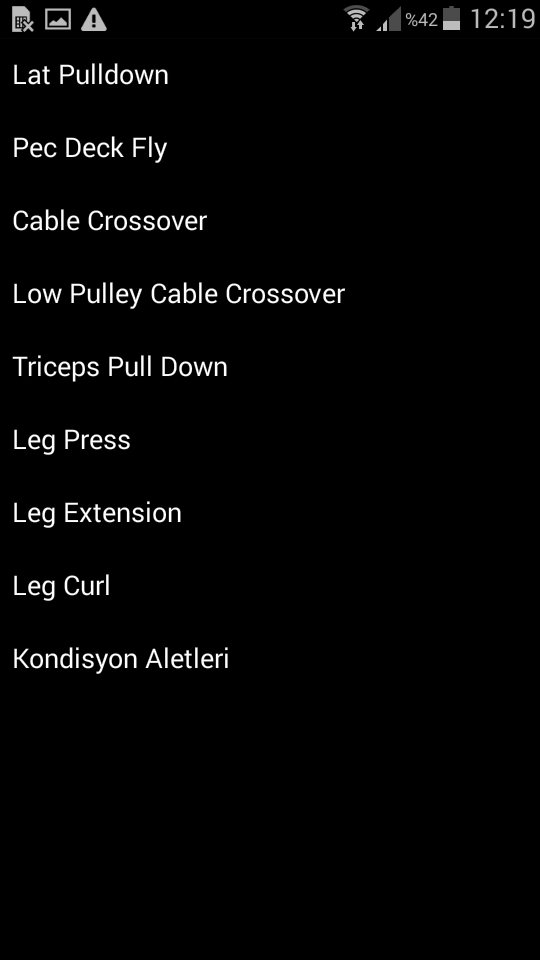 %42 12:19
Lat Pulldown
Pec Deck Fly
Cable Crossover
Low Pulley Cable Crossover
Triceps Pull Down
Leg Press
Leg Extension
Leg Curl
Kondisyon Aletleri